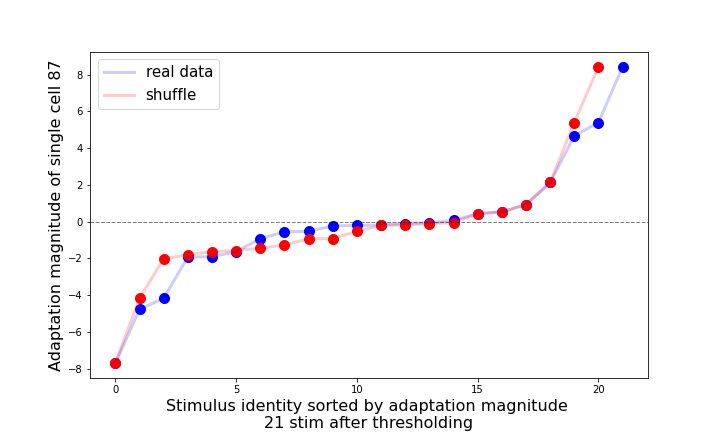 real data
shuffle
Adaptation magnitude of single cell 87
8
6
4
2
0
−2
−4
−6
−8
0
5
10
15
20
Stimulus identity sorted by adaptation magnitude
21 stim after thresholding